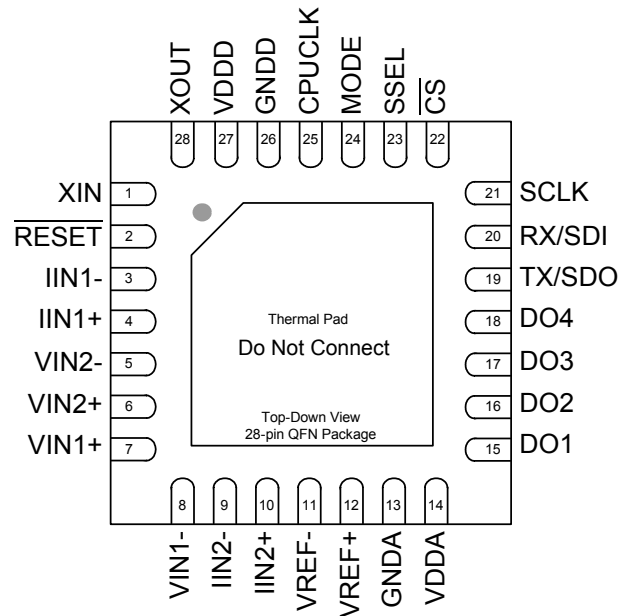 XOUT
VDDD
GNDD
CPUCLK
MODE
SSEL
CS
28
27
26
25
24
23
22
XIN 1
RESET 2
IIN1- 3
IIN1+ 4
VIN2- 5
VIN2+ 6
VIN1+ 7
21 SCLK
20 RX/SDI
19 TX/SDO
18 DO4
17 DO3
16 DO2
15 DO1
Thermal Pad
Do Not Connect
Top-Down View
28-pin QFN Package
8
9
10
11
12
13
14
VIN1-
IIN2-
IIN2+
VREF-
VREF+
GNDA
VDDA